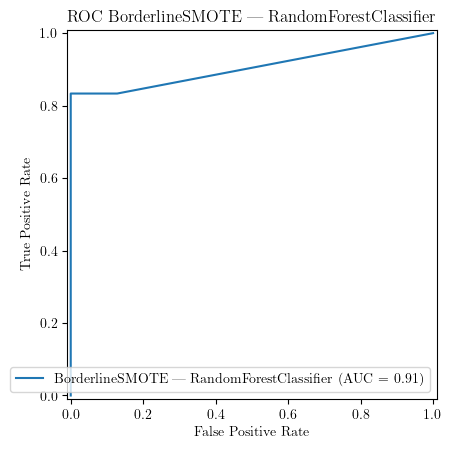 ROC BorderlineSMOTE — RandomForestClassifier
1.0
0.8
0.6
0.4
0.2
0.0
True Positive Rate
BorderlineSMOTE — RandomForestClassifier (AUC = 0.91)
0.0 0.2 0.4 0.6 0.8 1.0
False Positive Rate